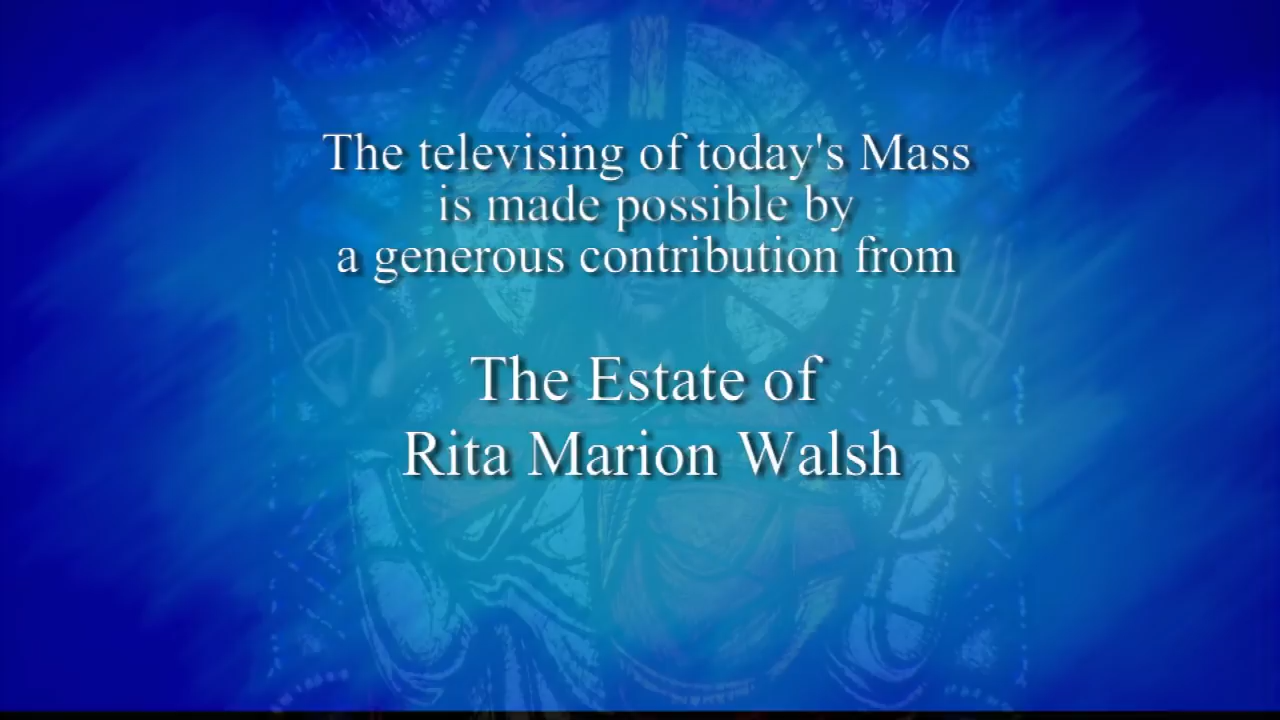 The televising of today's Mass
is made possible by
a generous contribution from
The Estate of
Rita Marion Walsh